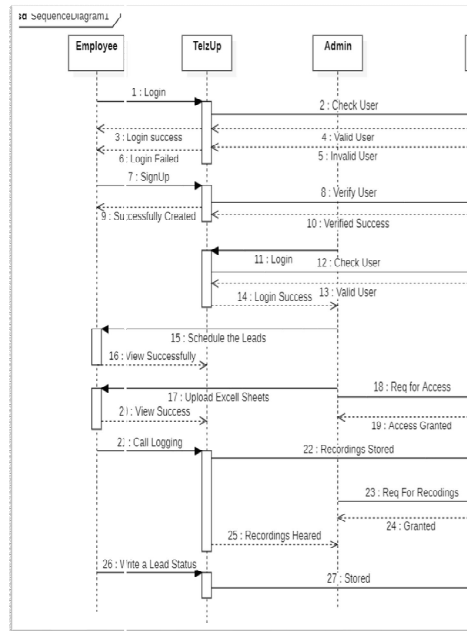 sd SequenceDiagram1
Employee
TelzUp
Admin
1 : Login
2 : Check User
3 : Login success
4 : Valid User
5 : Invalid User
6 : Login Failed
7 : SignUp
8 : Verify User
9 : Successfully Created
10 : Verified Success
11 : Login
12 : Check User
13 : Valid User
14 : Login Success
15 : Schedule the Leads
16 : View Successfully
17 : Upload Excell Sheets
18 : Req for Access
19 : Access Granted
20 : View Success
21 : Call Logging
22 : Recordings Stored
23 : Req For Recodings
24 : Granted
25 : Recordings Heared
26 : Write a Lead Status
27 : Stored